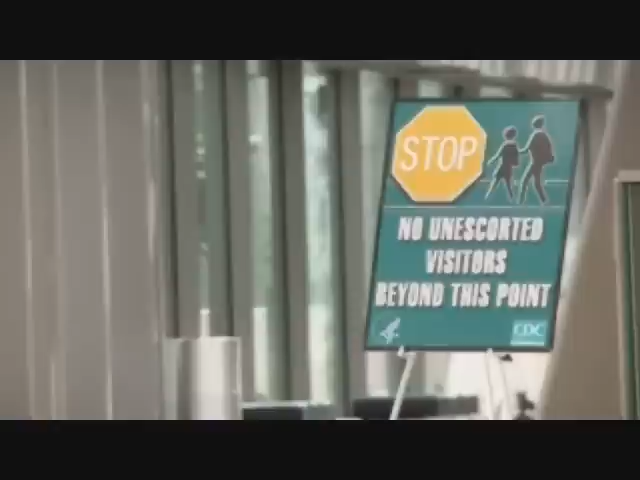 STOP
NO UNESCORTED
VISITORS
BEYOND THIS POINT
CDC